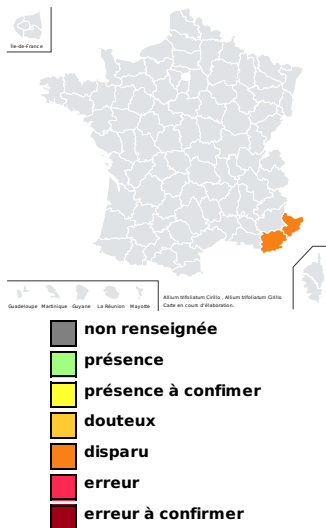 Île-de-France
Guadeloupe Martinique Guyane La Réunion Mayotte
Allium trifoliatum Cirillo , Allium trifoliatum Cirillo
Carte en cours d'élaboration.
non renseignée
présence
présence à confimer
douteux
disparu
erreur
erreur à confirmer